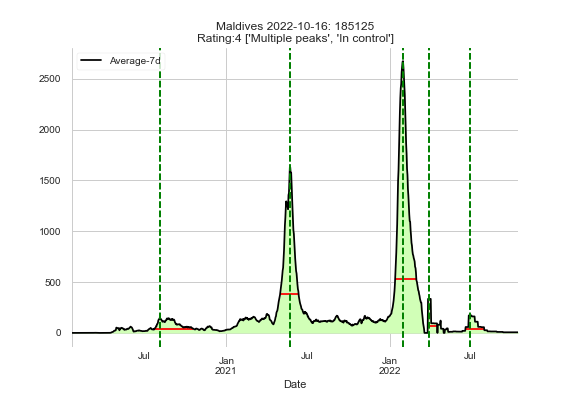 Maldives 2022-10-16: 185125
Rating:4 ['Multiple peaks', 'In control']
Average-7d
2500
2000
1500
1000
500
0
Jul
Jan
2021
Jul
Jan
2022
Jul
Date